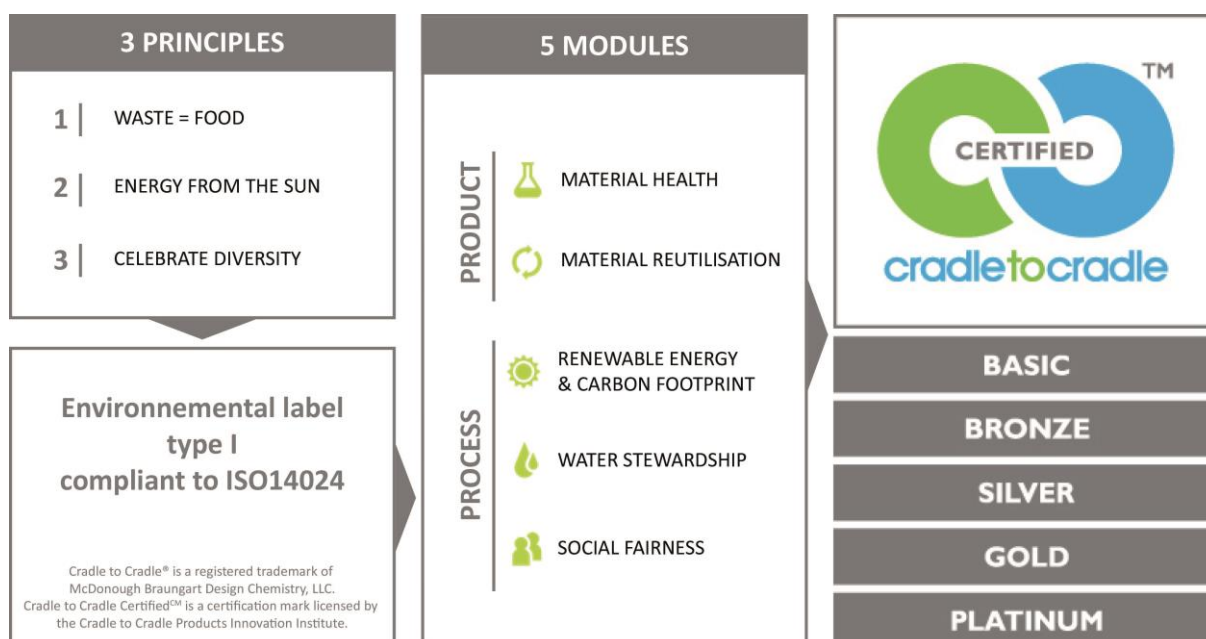 3 PRINCIPLES
1 WASTE = FOOD
2 ENERGY FROM THE SUN
3 CELEBRATE DIVERSITY
Environnemental label
type I
compliant to ISO14024
Cradle to Cradle® is a registered trademark of
McDonough Braungart Design Chemistry, LLC.
Cradle to Cradle Certified℠ is a certification mark licensed by
the Cradle to Cradle Products Innovation Institute.
5 MODULES
PRODUCT
MATERIAL HEALTH
MATERIAL REUTILISATION
PROCESS
RENEWABLE ENERGY
& CARBON FOOTPRINT
WATER STEWARDSHIP
SOCIAL FAIRNESS
TM
CERTIFIED
cradletocradle
BASIC
BRONZE
SILVER
GOLD
PLATINUM